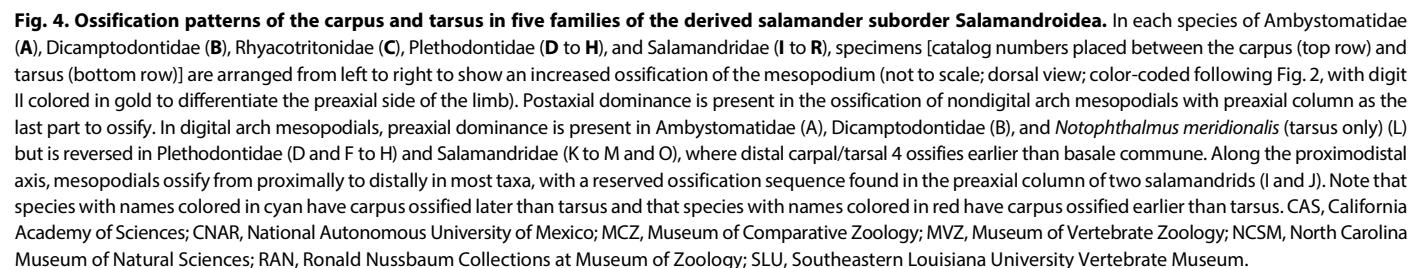 Fig. 4. Ossification patterns of the carpus and tarsus in five families of the derived salamander suborder Salamandroidea. In each species of Ambystomatidae
(A), Dicamptodontidae (B), Rhyacotritonidae (C), Plethodontidae (D to H), and Salamandridae (I to R), specimens [catalog numbers placed between the carpus (top row) and
tarsus (bottom row)] are arranged from left to right to show an increased ossification of the mesopodium (not to scale; dorsal view; color-coded following Fig. 2, with digit
II colored in gold to differentiate the preaxial side of the limb). Postaxial dominance is present in the ossification of nondigital arch mesopodials with preaxial column as the
last part to ossify. In digital arch mesopodials, preaxial dominance is present in Ambystomatidae (A), Dicamptodontidae (B), and Notophthalmus meridionalis (tarsus only) (L)
but is reversed in Plethodontidae (D and F to H) and Salamandridae (K to M and O), where distal carpal/tarsal 4 ossifies earlier than basale commune. Along the proximodistal
axis, mesopodials ossify from proximally to distally in most taxa, with a reserved ossification sequence found in the preaxial column of two salamandrids (I and J). Note that
species with names colored in cyan have carpus ossified later than tarsus and that species with names colored in red have carpus ossified earlier than tarsus. CAS, California
Academy of Sciences; CNAR, National Autonomous University of Mexico; MCZ, Museum of Comparative Zoology; MVZ, Museum of Vertebrate Zoology; NCSM, North Carolina
Museum of Natural Sciences; RAN, Ronald Nussbaum Collections at Museum of Zoology; SLU, Southeastern Louisiana University Vertebrate Museum.